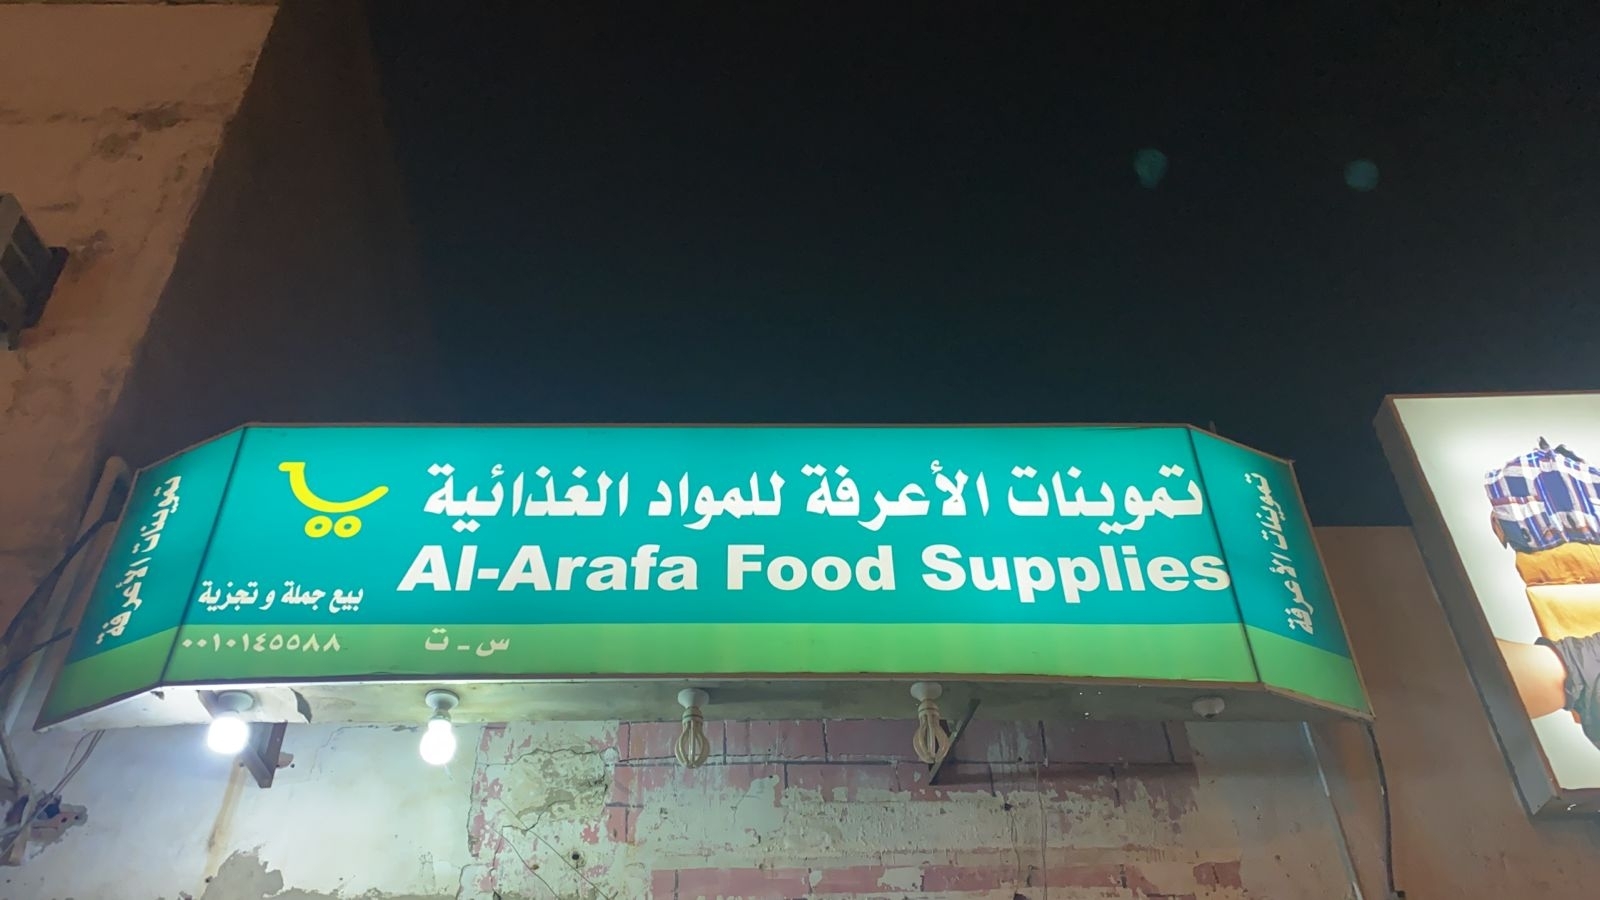 تموينات الأعرفة للمواد الغذائية
Al-Arafa Food Supplies
بيع جملة و تجزية
س - ت
٠٠١٠١٤٥٥٨٨
تموينات الأعرفة
تموينات الأعرفة